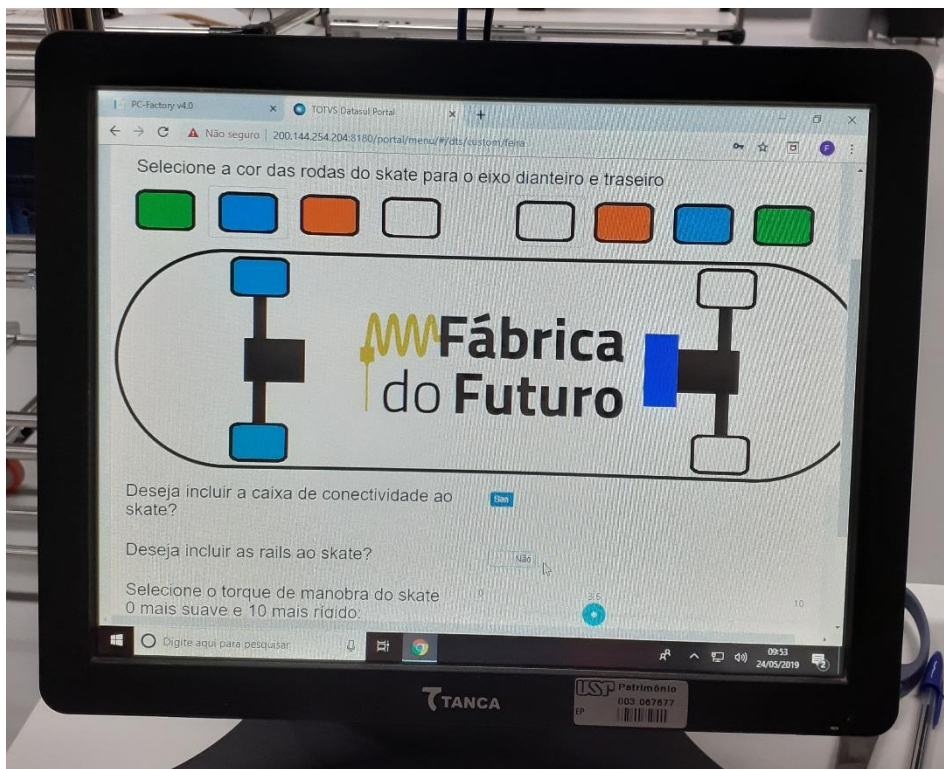 PC-Factory v4.0
TOTVS Datasul Portal
Não seguro | 200.144.254.204:8180/portal/menu/#/dts/custom/feira
F
Selecione a cor das rodas do skate para o eixo dianteiro e traseiro
Fábrica
do Futuro
Deseja incluir a caixa de conectividade ao
skate?
Deseja incluir as rails ao skate?
Não
Selecione o torque de manobra do skate
0 mais suave e 10 mais rígido:
0
3.5
10
Digite aqui para pesquisar
09:53
24/05/2019
2
TANCA
USP Patrimônio
EP
003.067677